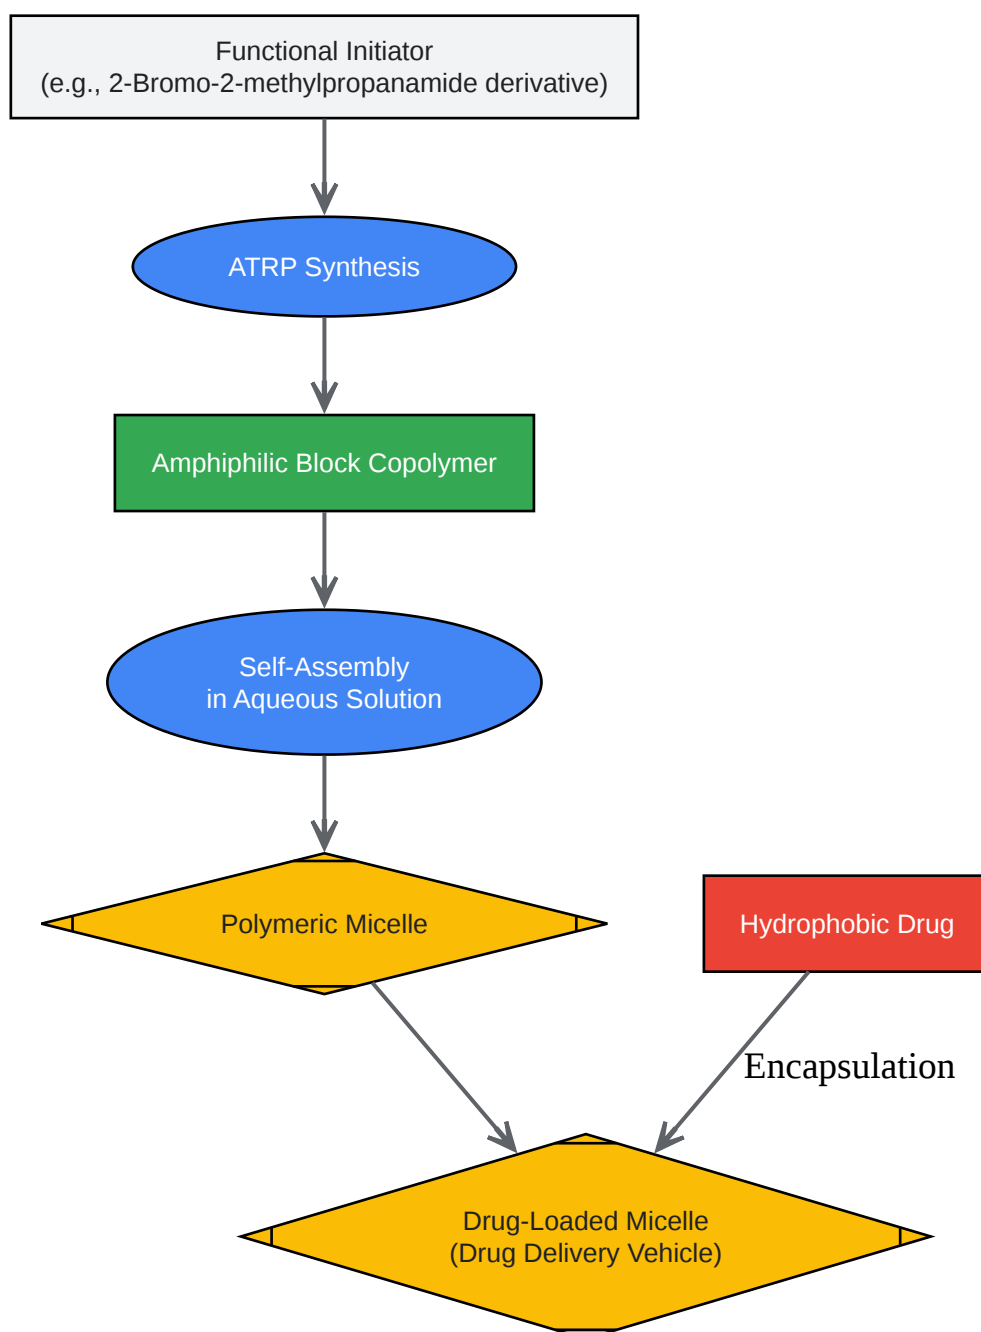 Functional Initiator
(e.g., 2-Bromo-2-methylpropanamide derivative)
ATRP Synthesis
Amphiphilic Block Copolymer
Self-Assembly
in Aqueous Solution
Polymeric Micelle
Hydrophobic Drug
Encapsulation
Drug-Loaded Micelle
(Drug Delivery Vehicle)